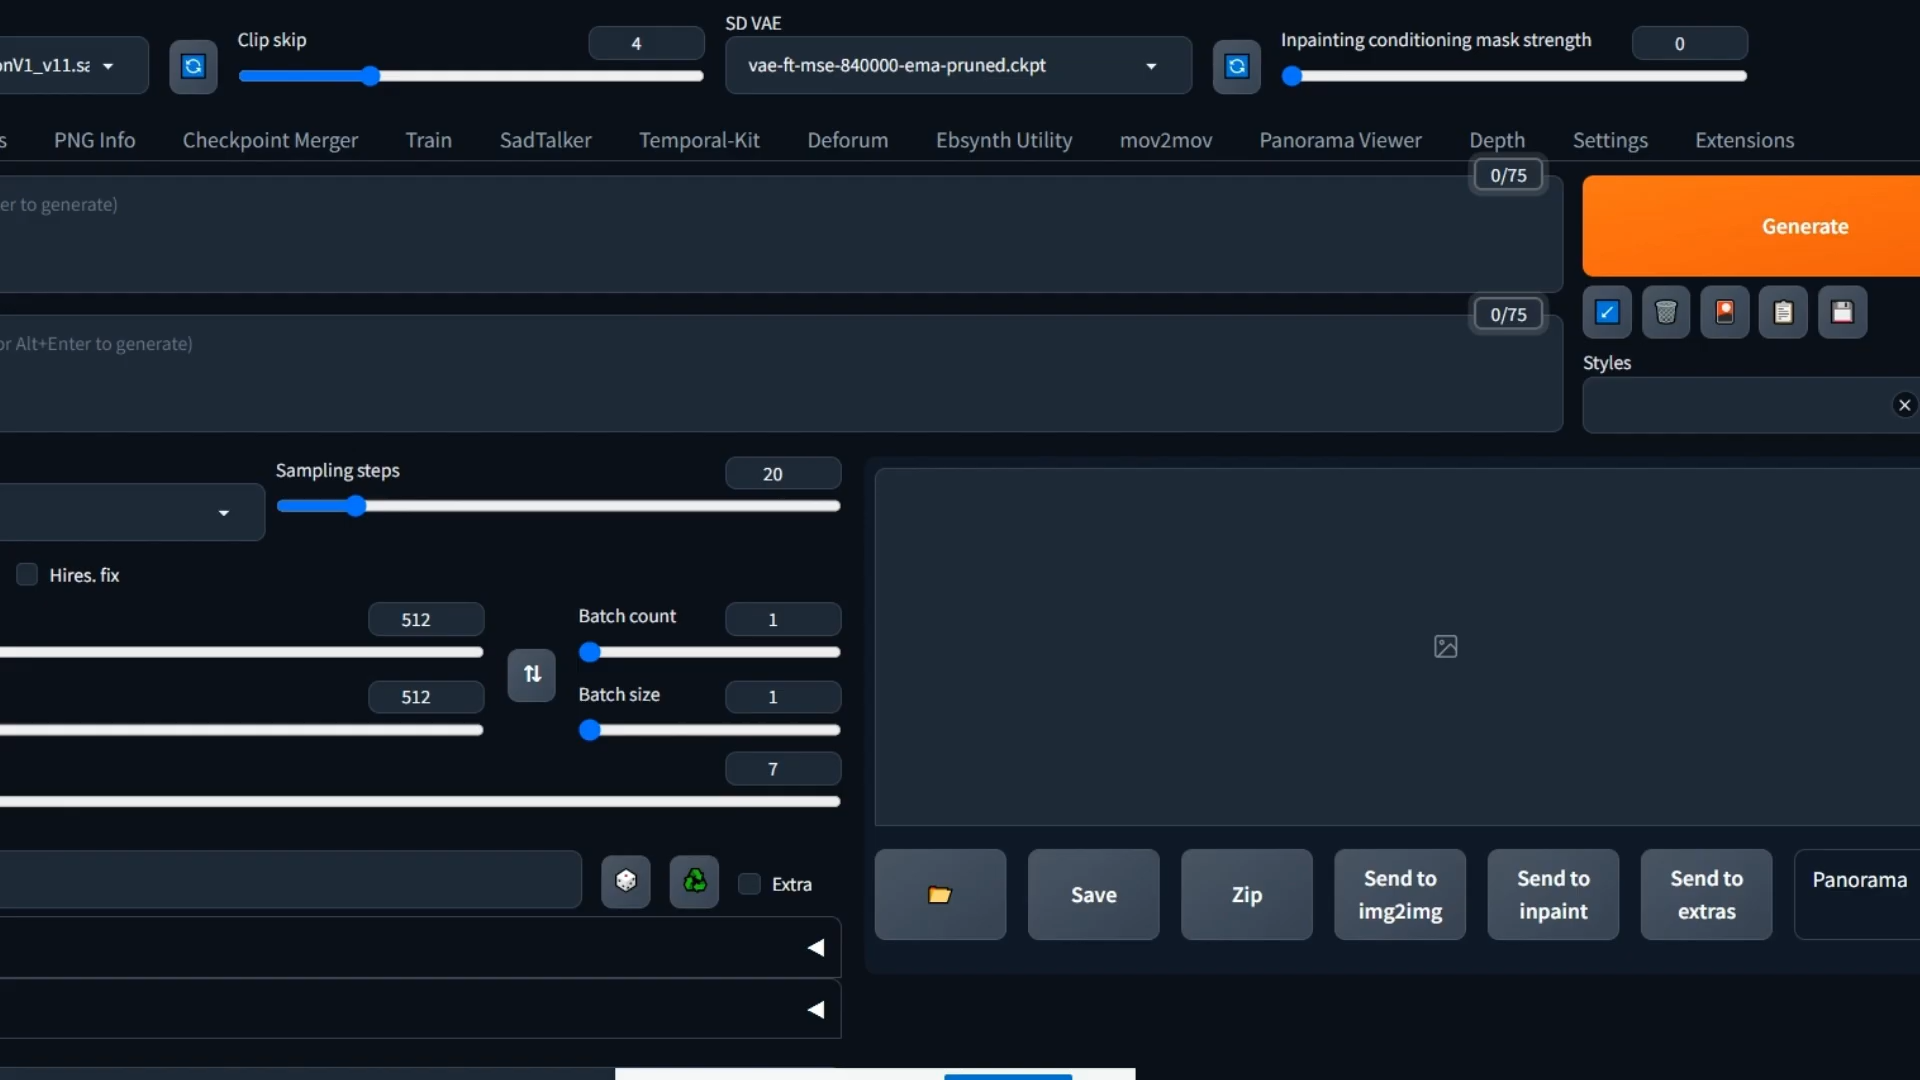 Clip skip
4
SD VAE
Inpainting conditioning mask strength
0
onV1_v11.sa
vae-ft-mse-840000-ema-pruned.ckpt
s PNG Info Checkpoint Merger Train SadTalker Temporal-Kit Deforum Ebsynth Utility mov2mov Panorama Viewer Depth Settings Extensions
0/75
er to generate)
Generate
0/75
or Alt+Enter to generate)
Styles
Sampling steps
20
Hires. fix
512
Batch count
1
512
Batch size
1
7
Extra
Save
Zip
Send to
img2img
Send to
inpaint
Send to
extras
Panorama